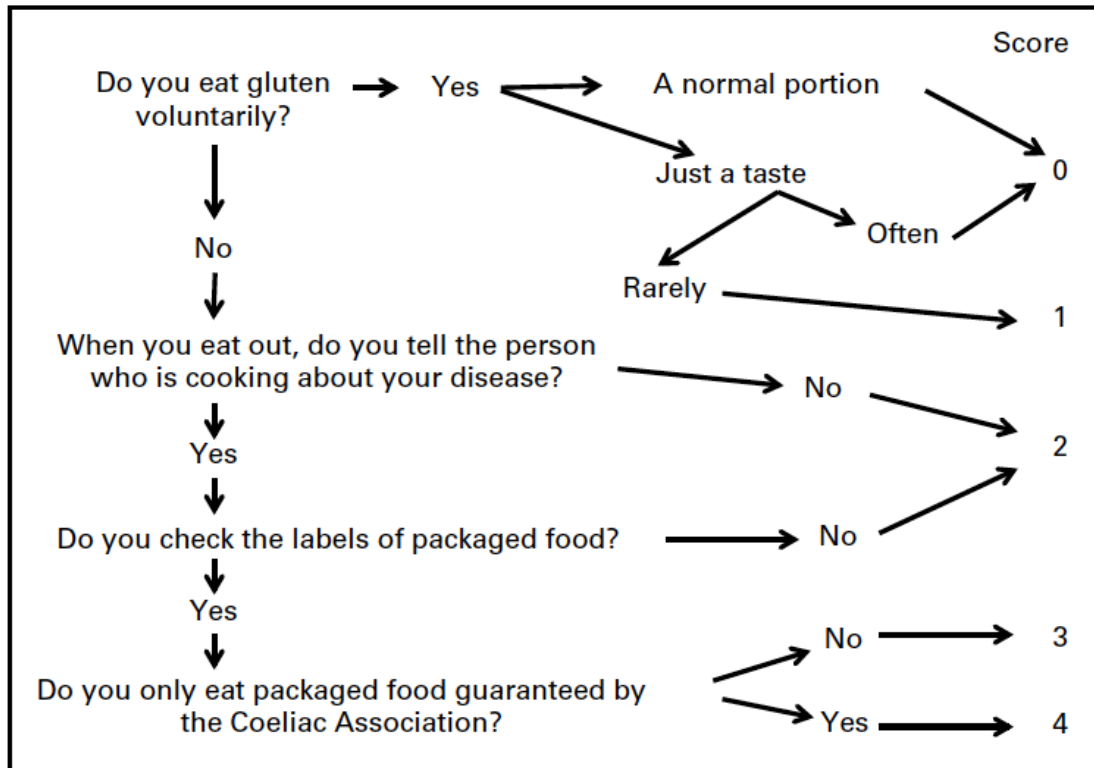 Score
Do you eat gluten
voluntarily?
Yes
A normal portion
Just a taste
0
Often
No
Rarely
1
When you eat out, do you tell the person
who is cooking about your disease?
No
2
Yes
Do you check the labels of packaged food?
No
Yes
No
3
Do you only eat packaged food guaranteed by
the Coeliac Association?
Yes
4